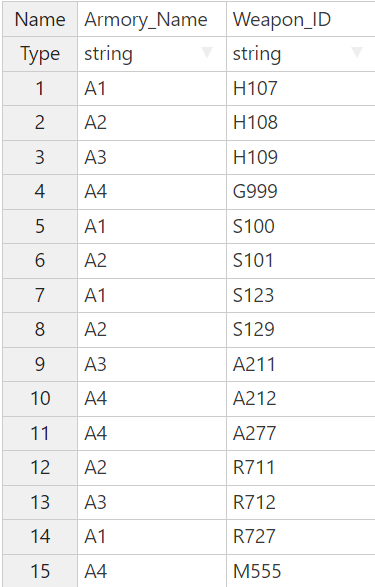 Name Armory_Name Weapon_ID
Type string string
1 A1 H107
2 A2 H108
3 A3 H109
4 A4 G999
5 A1 S100
6 A2 S101
7 A1 S123
8 A2 S129
9 A3 A211
10 A4 A212
11 A4 A277
12 A2 R711
13 A3 R712
14 A1 R727
15 A4 M555